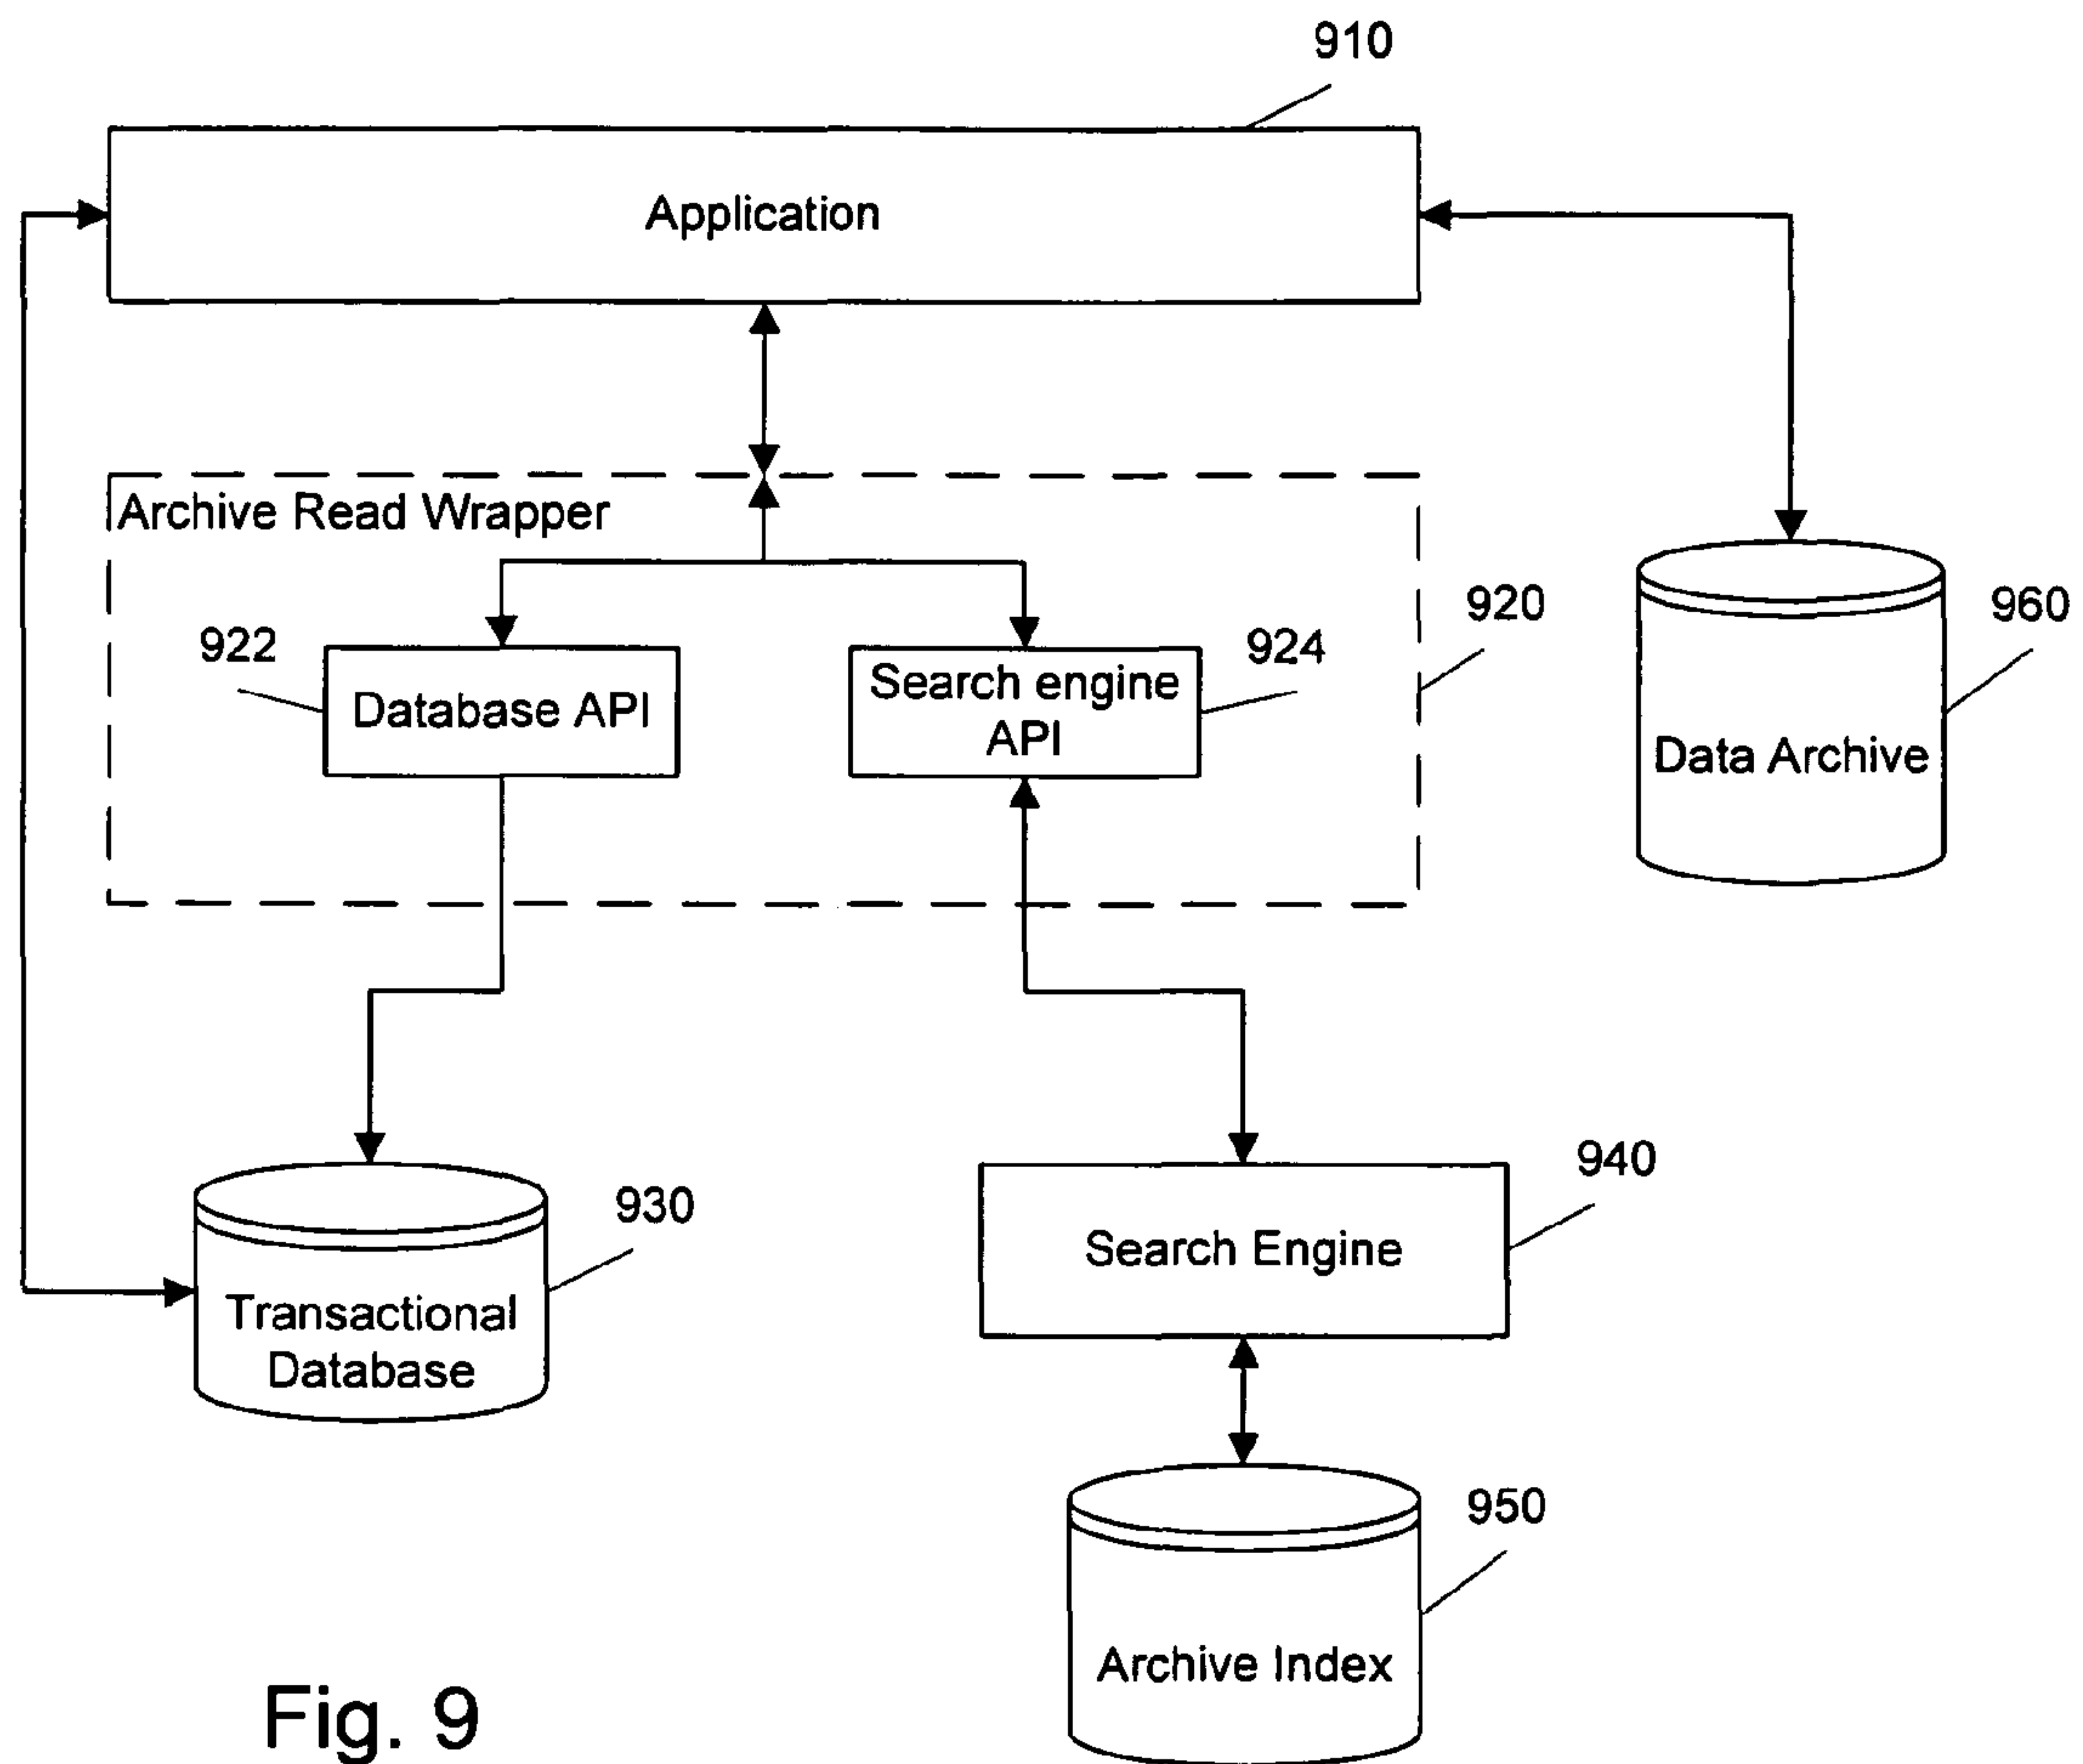 910
Application
Archive Read Wrapper
920
960
922
924
Database API
Search engine
API
Data Archive
940
930
Search Engine
Transactional
Database
950
Archive Index
Fig. 9